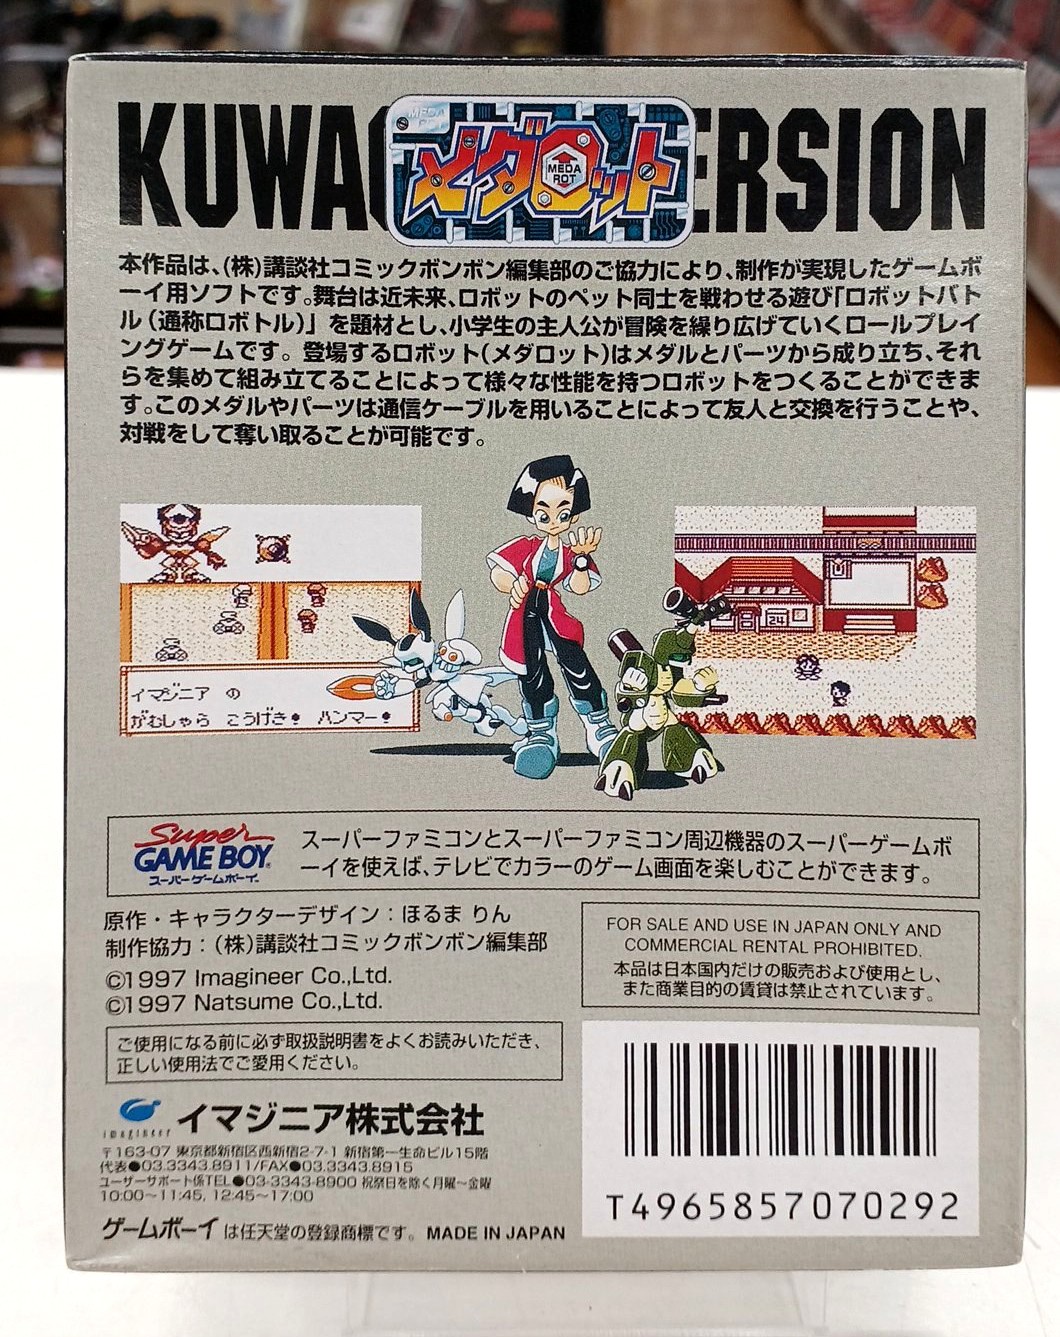 KUWAG ERSION
メダロット
MEDA
ROT
本作品は、(株)講談社コミックボンボン編集部のご協力により、制作が実現したゲームボ
ーイ用ソフトです。舞台は近未来、ロボットのペット同士を戦わせる遊び「ロボットバト
ル(通称ロボトル)」を題材とし、小学生の主人公が冒険を繰り広げていくロールプレイ
ングゲームです。登場するロボット(メダロット)はメダルとパーツから成り立ち、それ
らを集めて組み立てることによって様々な性能を持つロボットをつくることができま
す。このメダルやパーツは通信ケーブルを用いることによって友人と交換を行うことや、
対戦をして奪い取ることが可能です。
イマジニア の
がむしゃら こうげき! ハンマー!
24
Super
GAME BOY
スーパーゲームボーイ
スーパーファミコンとスーパーファミコン周辺機器のスーパーゲームボ
ーイを使えば、テレビでカラーのゲーム画面を楽しむことができます。
原作・キャラクターデザイン:ほるま りん
制作協力:(株)講談社コミックボンボン編集部
©1997 Imagineer Co.,Ltd.
©1997 Natsume Co.,Ltd.
FOR SALE AND USE IN JAPAN ONLY AND
COMMERCIAL RENTAL PROHIBITED.
本品は日本国内だけの販売および使用とし、
また商業目的の賃貸は禁止されています。
ご使用になる前に必ず取扱説明書をよくお読みいただき、
正しい使用法でご愛用ください。
imagineer
イマジニア株式会社
〒163-07 東京都新宿区西新宿2-7-1 新宿第一生命ビル15階
代表●03.3343.8911/FAX●03.3343.8915
ユーザーサポート係TEL●03-3343-8900 祝祭日を除く月曜~金曜
10:00~11:45, 12:45~17:00
ゲームボーイは任天堂の登録商標です。 MADE IN JAPAN
T4965857070292